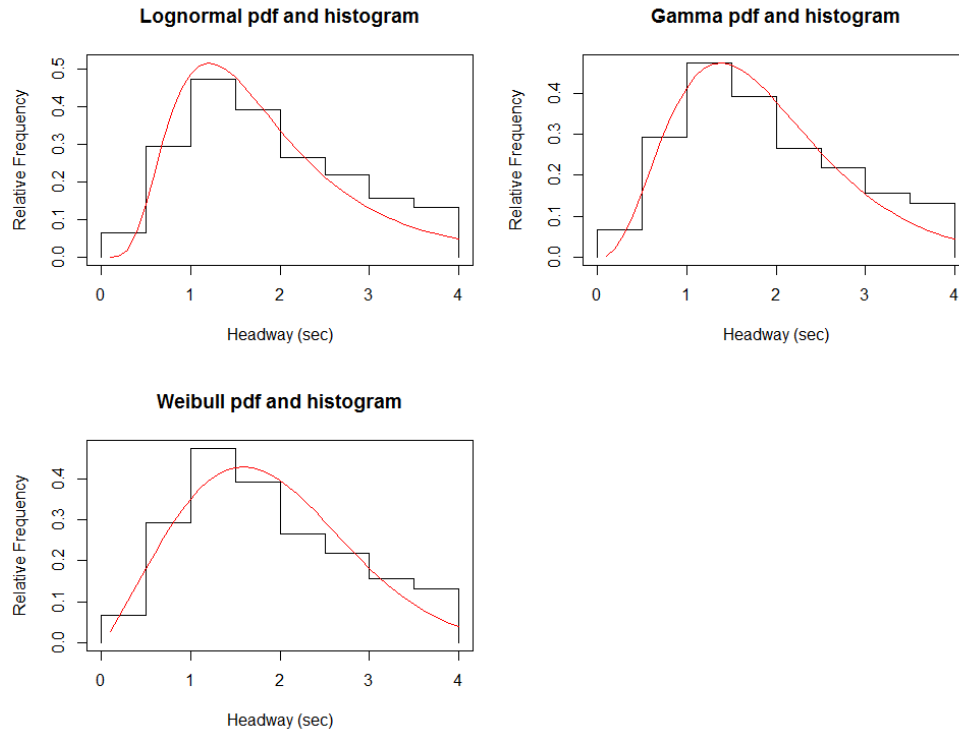 Lognormal pdf and histogram
Relative Frequency
0.5
0.4
0.3
0.2
0.1
0.0
0 1 2 3 4
Headway (sec)
Gamma pdf and histogram
Relative Frequency
0.4
0.3
0.2
0.1
0.0
0 1 2 3 4
Headway (sec)
Weibull pdf and histogram
Relative Frequency
0.4
0.3
0.2
0.1
0.0
0 1 2 3 4
Headway (sec)